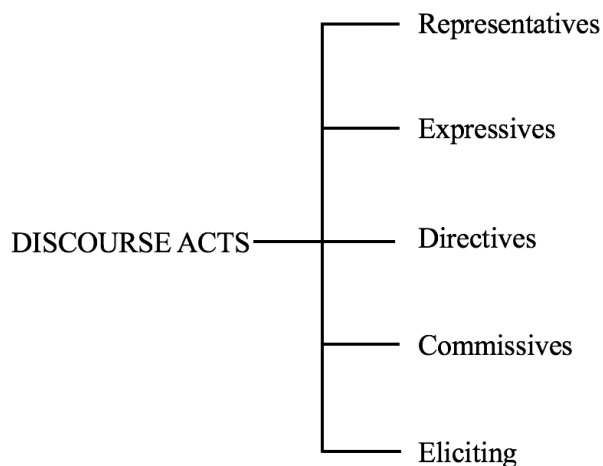 Representatives
Expressives
DISCOURSE ACTS
Directives
Commissives
Eliciting